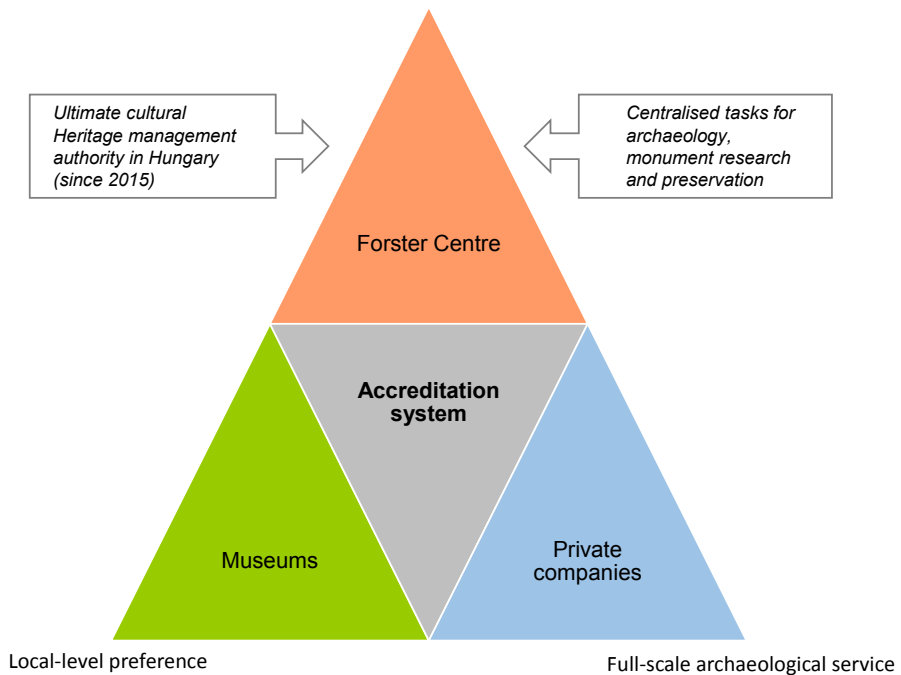 Ultimate cultural
Heritage management
authority in Hungary
(since 2015)
Centralised tasks for
archaeology,
monument research
and preservation
Forster Centre
Accreditation
system
Museums
Private
companies
Local-level preference
Full-scale archaeological service